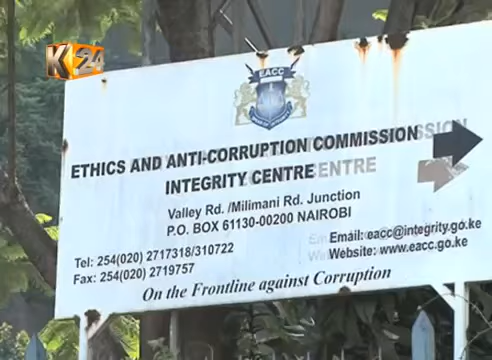 K24
EACC
ETHICS AND ANTI-CORRUPTION COMMISSION
INTEGRITY CENTRE
Valley Rd. /Milimani Rd. Junction
P.O. BOX 61130-00200 NAIROBI
Tel: 254(020) 2717318/310722
Fax: 254(020) 2719757
Email: eacc@integrity.go.ke
Website: www.eacc.go.ke
On the Frontline against Corruption